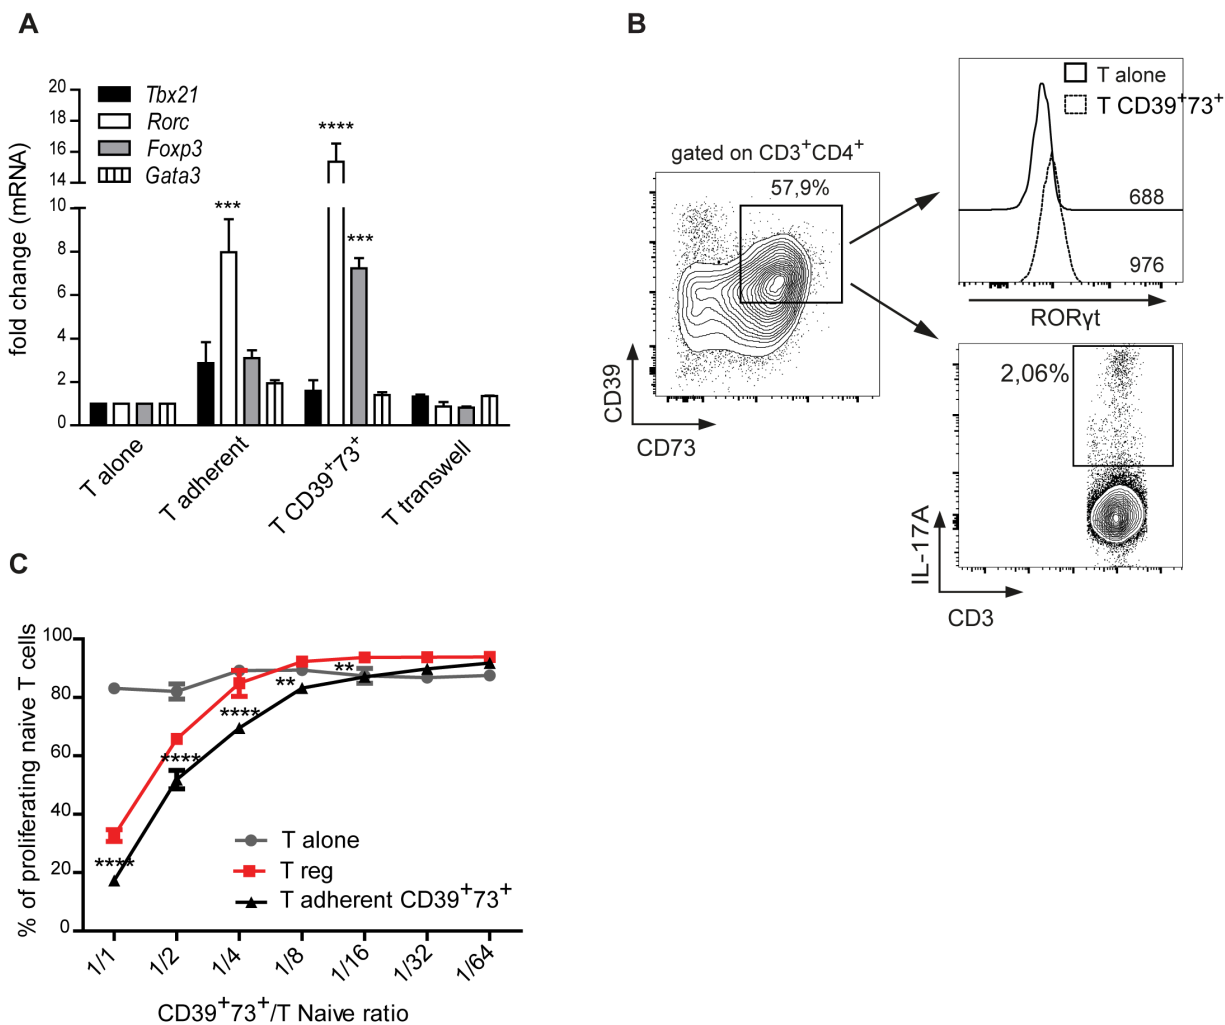 A
fold change (mRNA)
20
18
16
14
10
8
6
4
2
0
Tbx21
Rorc
Foxp3
Gata3
***
****
***
T alone
T adherent
T CD39+73+
T transwell
B
gated on CD3+CD4+
57,9%
CD39
CD73
T alone
T CD39+73+
688
976
RORγt
2,06%
IL-17A
CD3
C
% of proliferating naive T cells
100
80
60
40
20
0
****
****
****
**
**
T alone
T reg
T adherent CD39+73+
1/1
1/2
1/4
1/8
1/16
1/32
1/64
CD39+73+/T Naive ratio